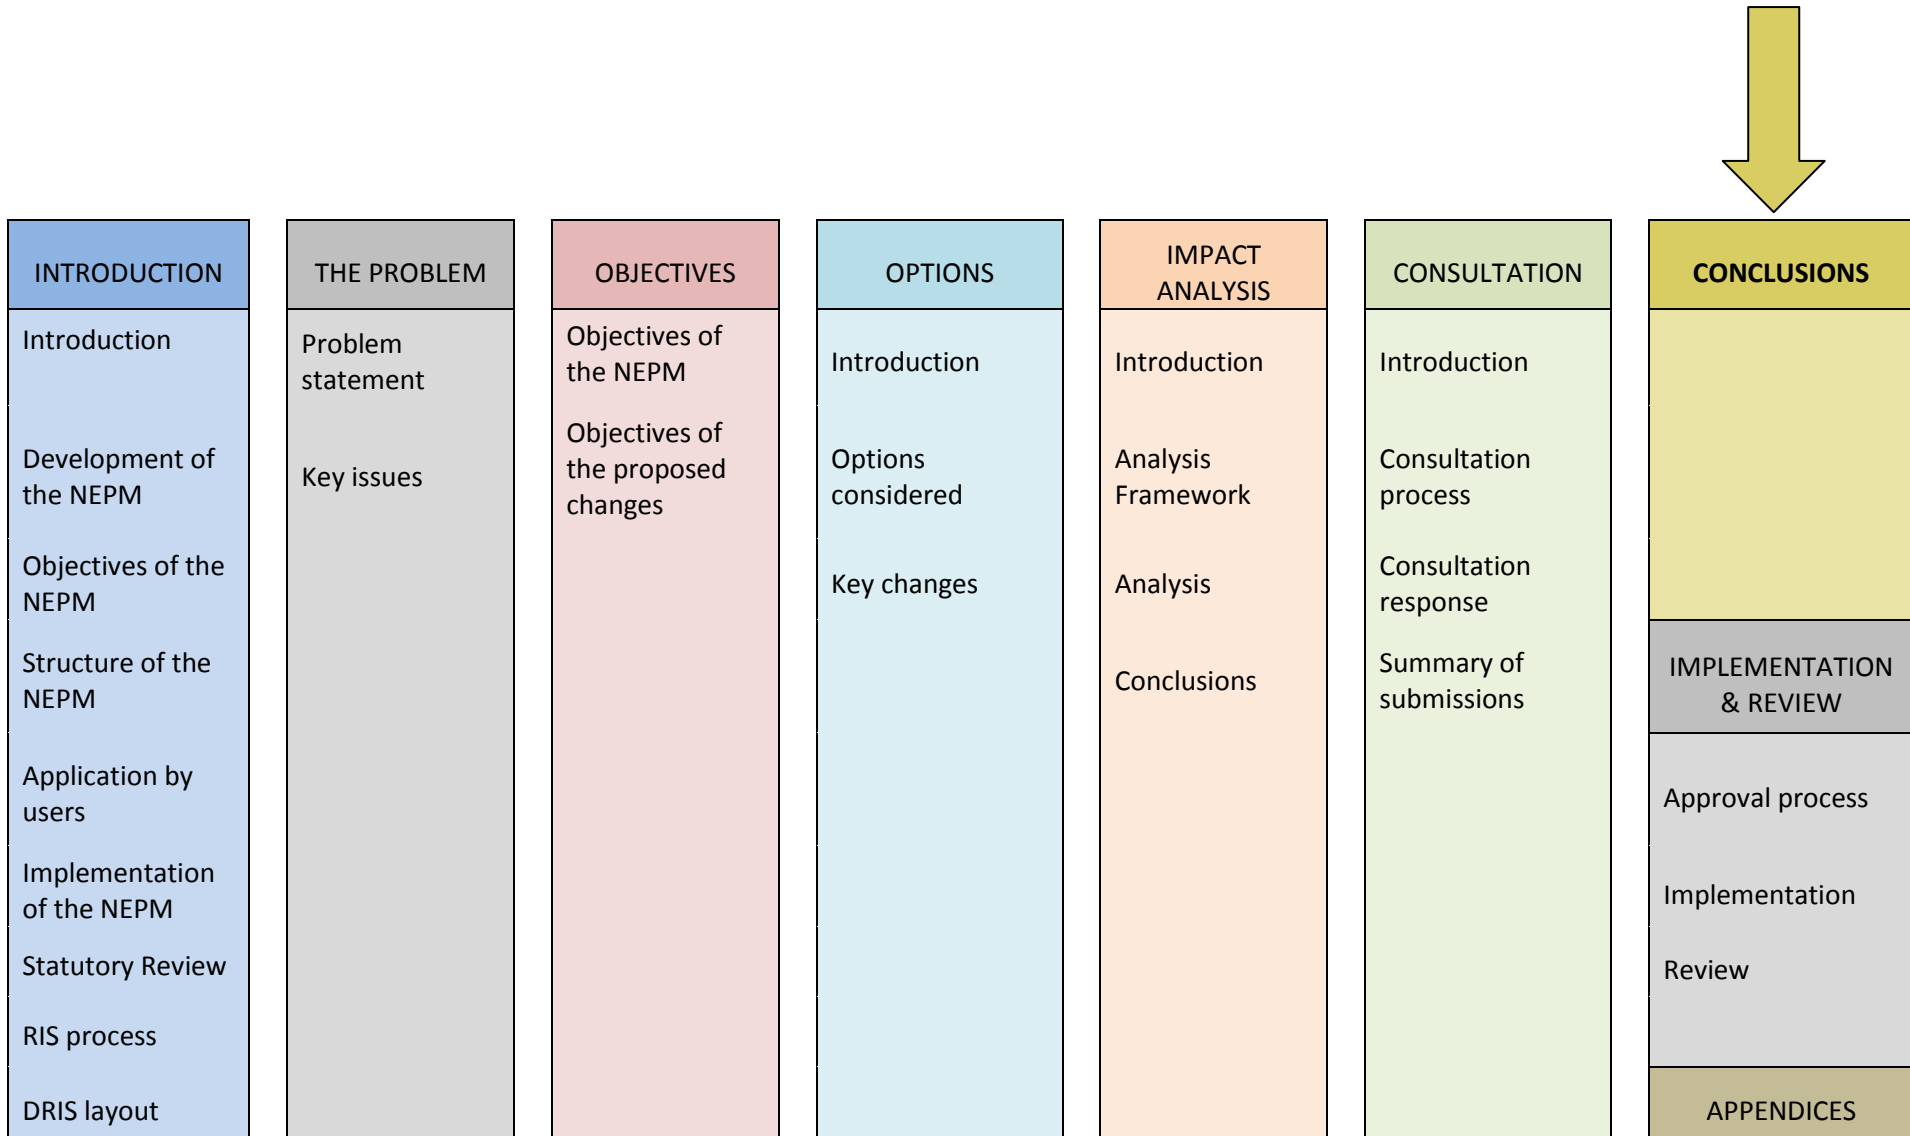 INTRODUCTION
Introduction
Development of
the NEPM
Objectives of the
NEPM
Structure of the
NEPM
Application by
users
Implementation
of the NEPM
Statutory Review
RIS process
DRIS layout
THE PROBLEM
Problem
statement
Key issues
OBJECTIVES
Objectives of
the NEPM
Objectives of
the proposed
changes
OPTIONS
Introduction
Options
considered
Key changes
IMPACT
ANALYSIS
Introduction
Analysis
Framework
Analysis
Conclusions
CONSULTATION
Introduction
Consultation
process
Consultation
response
Summary of
submissions
CONCLUSIONS
IMPLEMENTATION
& REVIEW
Approval process
Implementation
Review
APPENDICES